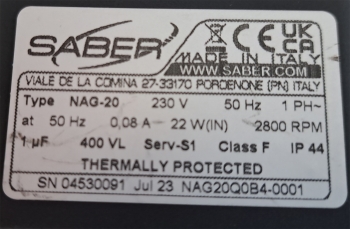 SABER
CE UK CA
MADE IN ITALY
WWW.SABER.COM
VIALE DE LA COMINA 27-33170 PORDENONE (PN) ITALY
Type NAG-20 230 V 50 Hz 1 PH~
at 50 Hz 0,08 A 22 W(IN) 2800 RPM
1 µF 400 VL Serv-S1 Class F IP 44
THERMALLY PROTECTED
SN 04530091 Jul 23 NAG20Q0B4-0001